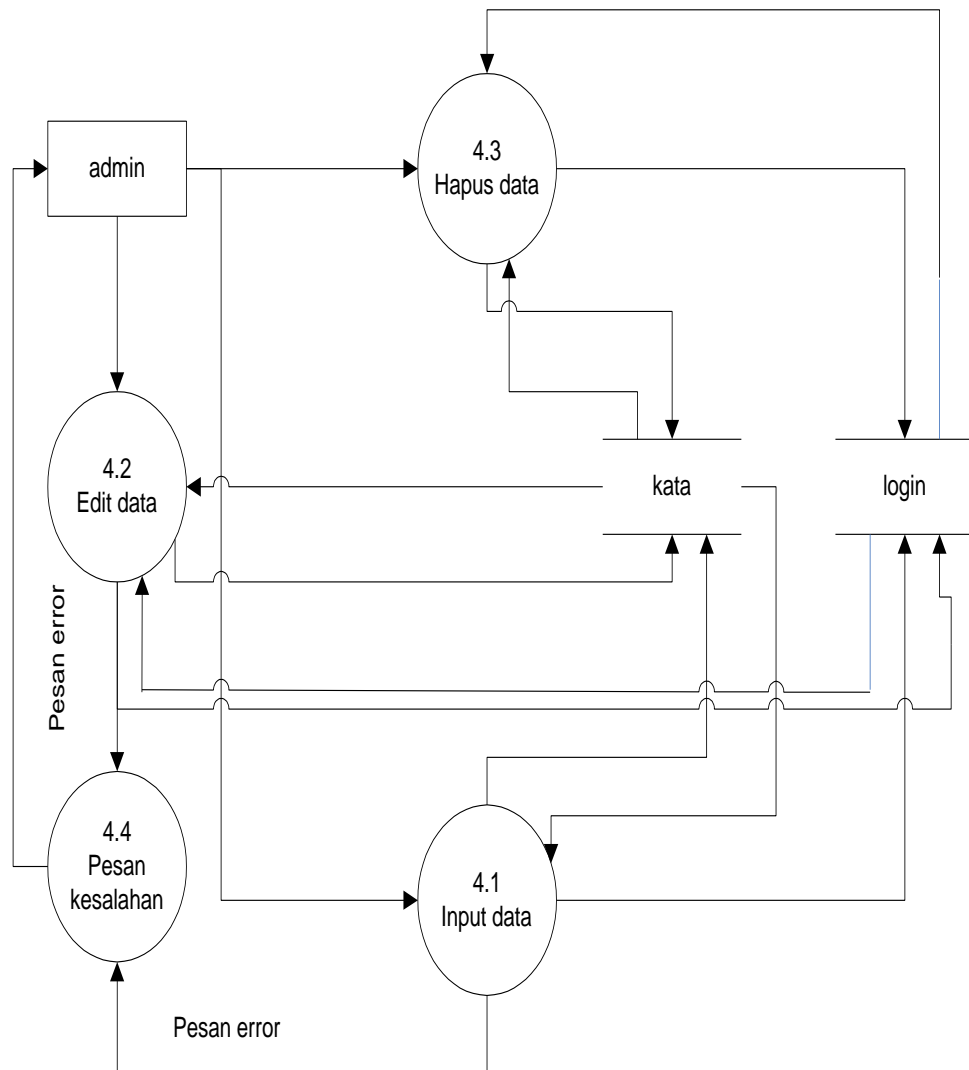 4.3
Hapus data
admin
4.2
Edit data
kata
login
Pesan error
4.4
Pesan
kesalahan
4.1
Input data
Pesan error